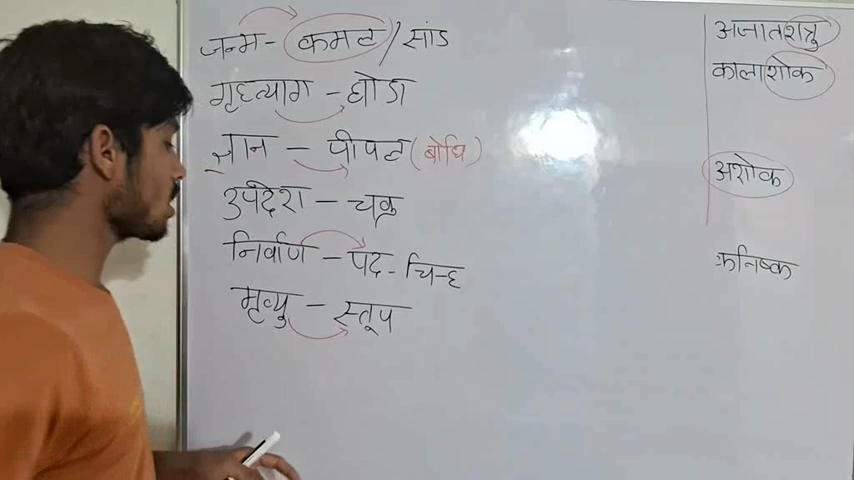 जन्म - कमल / सांड
गृहत्याग - घोडा
ज्ञान - पीपल (बोधि)
उपदेश - चक्र
निर्वाण - पद - चिन्ह
मृत्यु - स्तूप
अजातशत्रु
कालाशोक
अशोक
कनिष्क